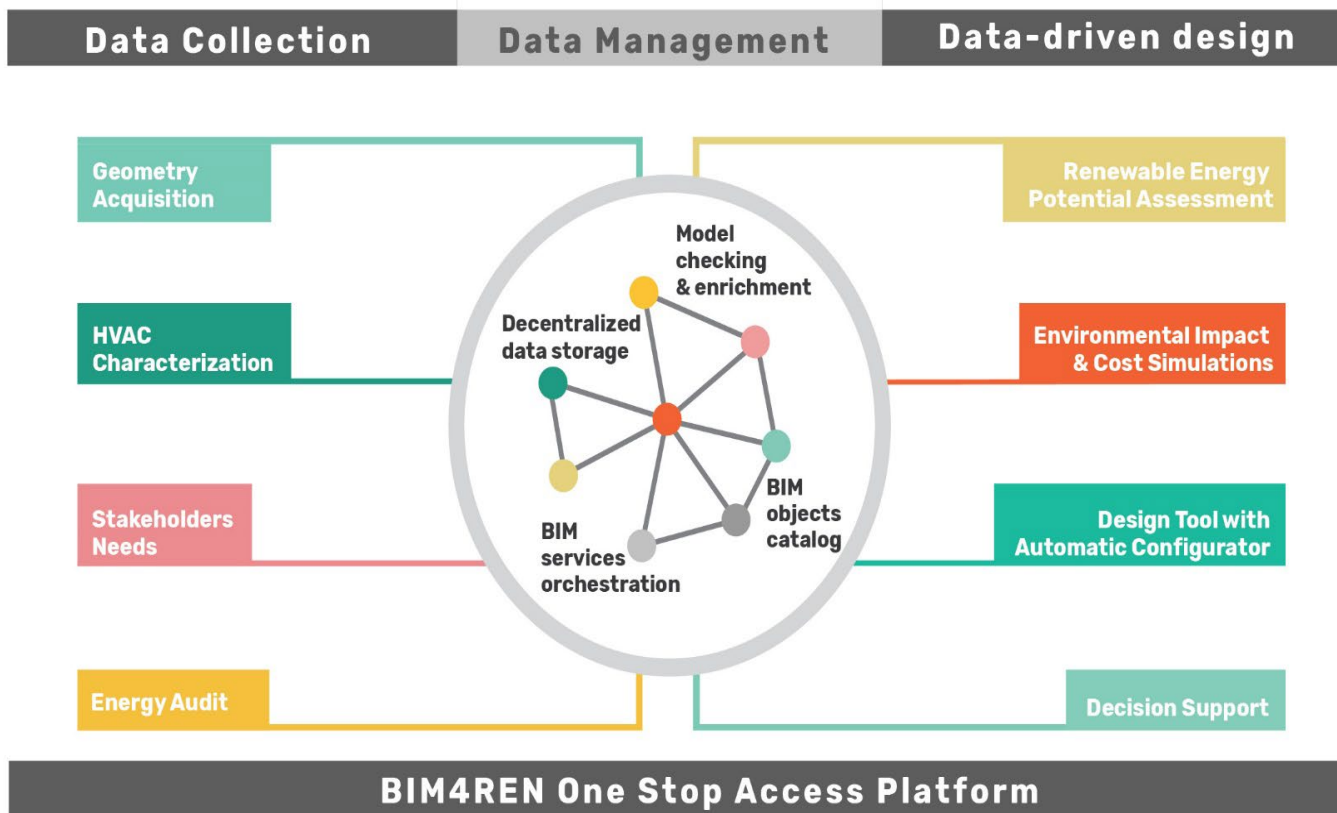 Data Collection
Data Management
Data-driven design
Geometry
Acquisition
Renewable Energy
Potential Assessment
Model
checking
& enrichment
Decentralized
data storage
HVAC
Characterization
Environmental Impact
& Cost Simulations
Stakeholders
Needs
BIM
services
orchestration
BIM
objects
catalog
Design Tool with
Automatic Configurator
Energy Audit
Decision Support
BIM4REN One Stop Access Platform